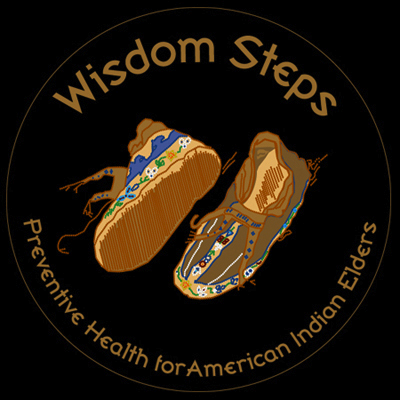 Wisdom Steps
Preventive Health forAmerican Indian Elders